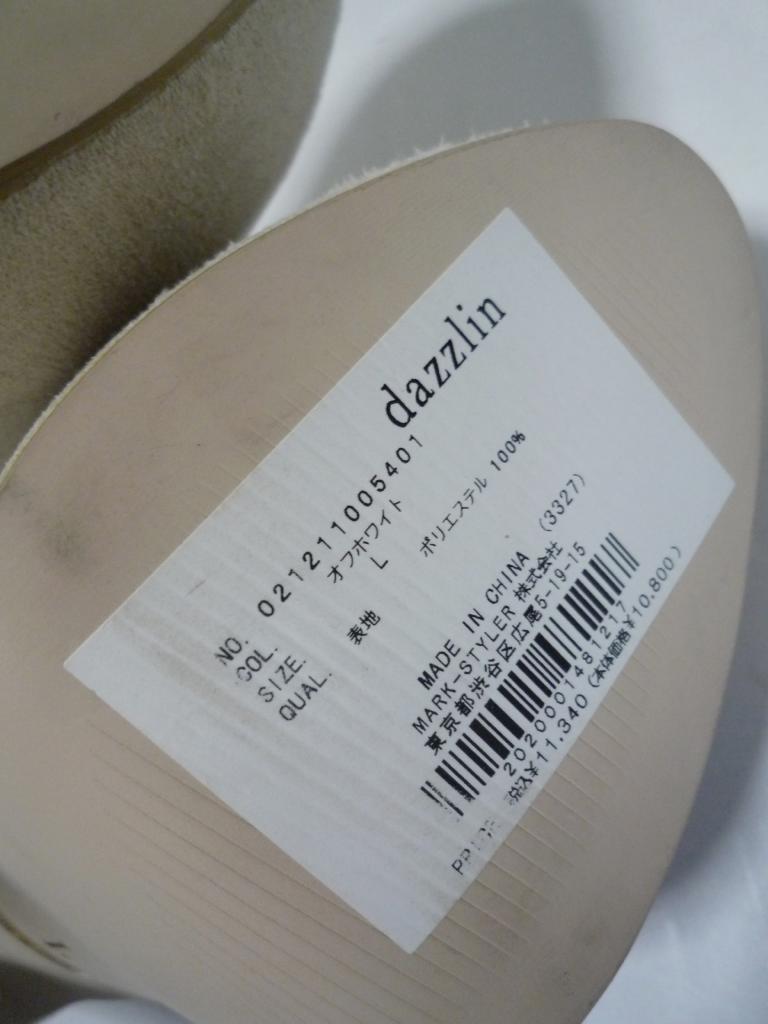 dazzlin
NO. 021211005401
COL. オフホワイト
SIZE. L
QUAL. 表地 ポリエステル 100%
MADE IN CHINA (3327)
MARK-STYLER 株式会社
東京都渋谷区広尾5-19-15
2020001481217
PRICE 税込¥11.340 (本体価格¥10.800)